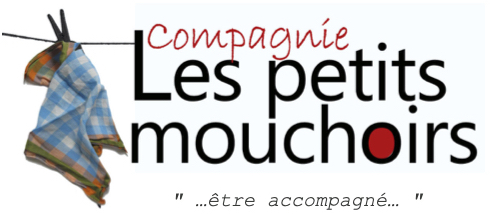 Compagnie
Les petits
mouchoirs
" …être accompagné… "